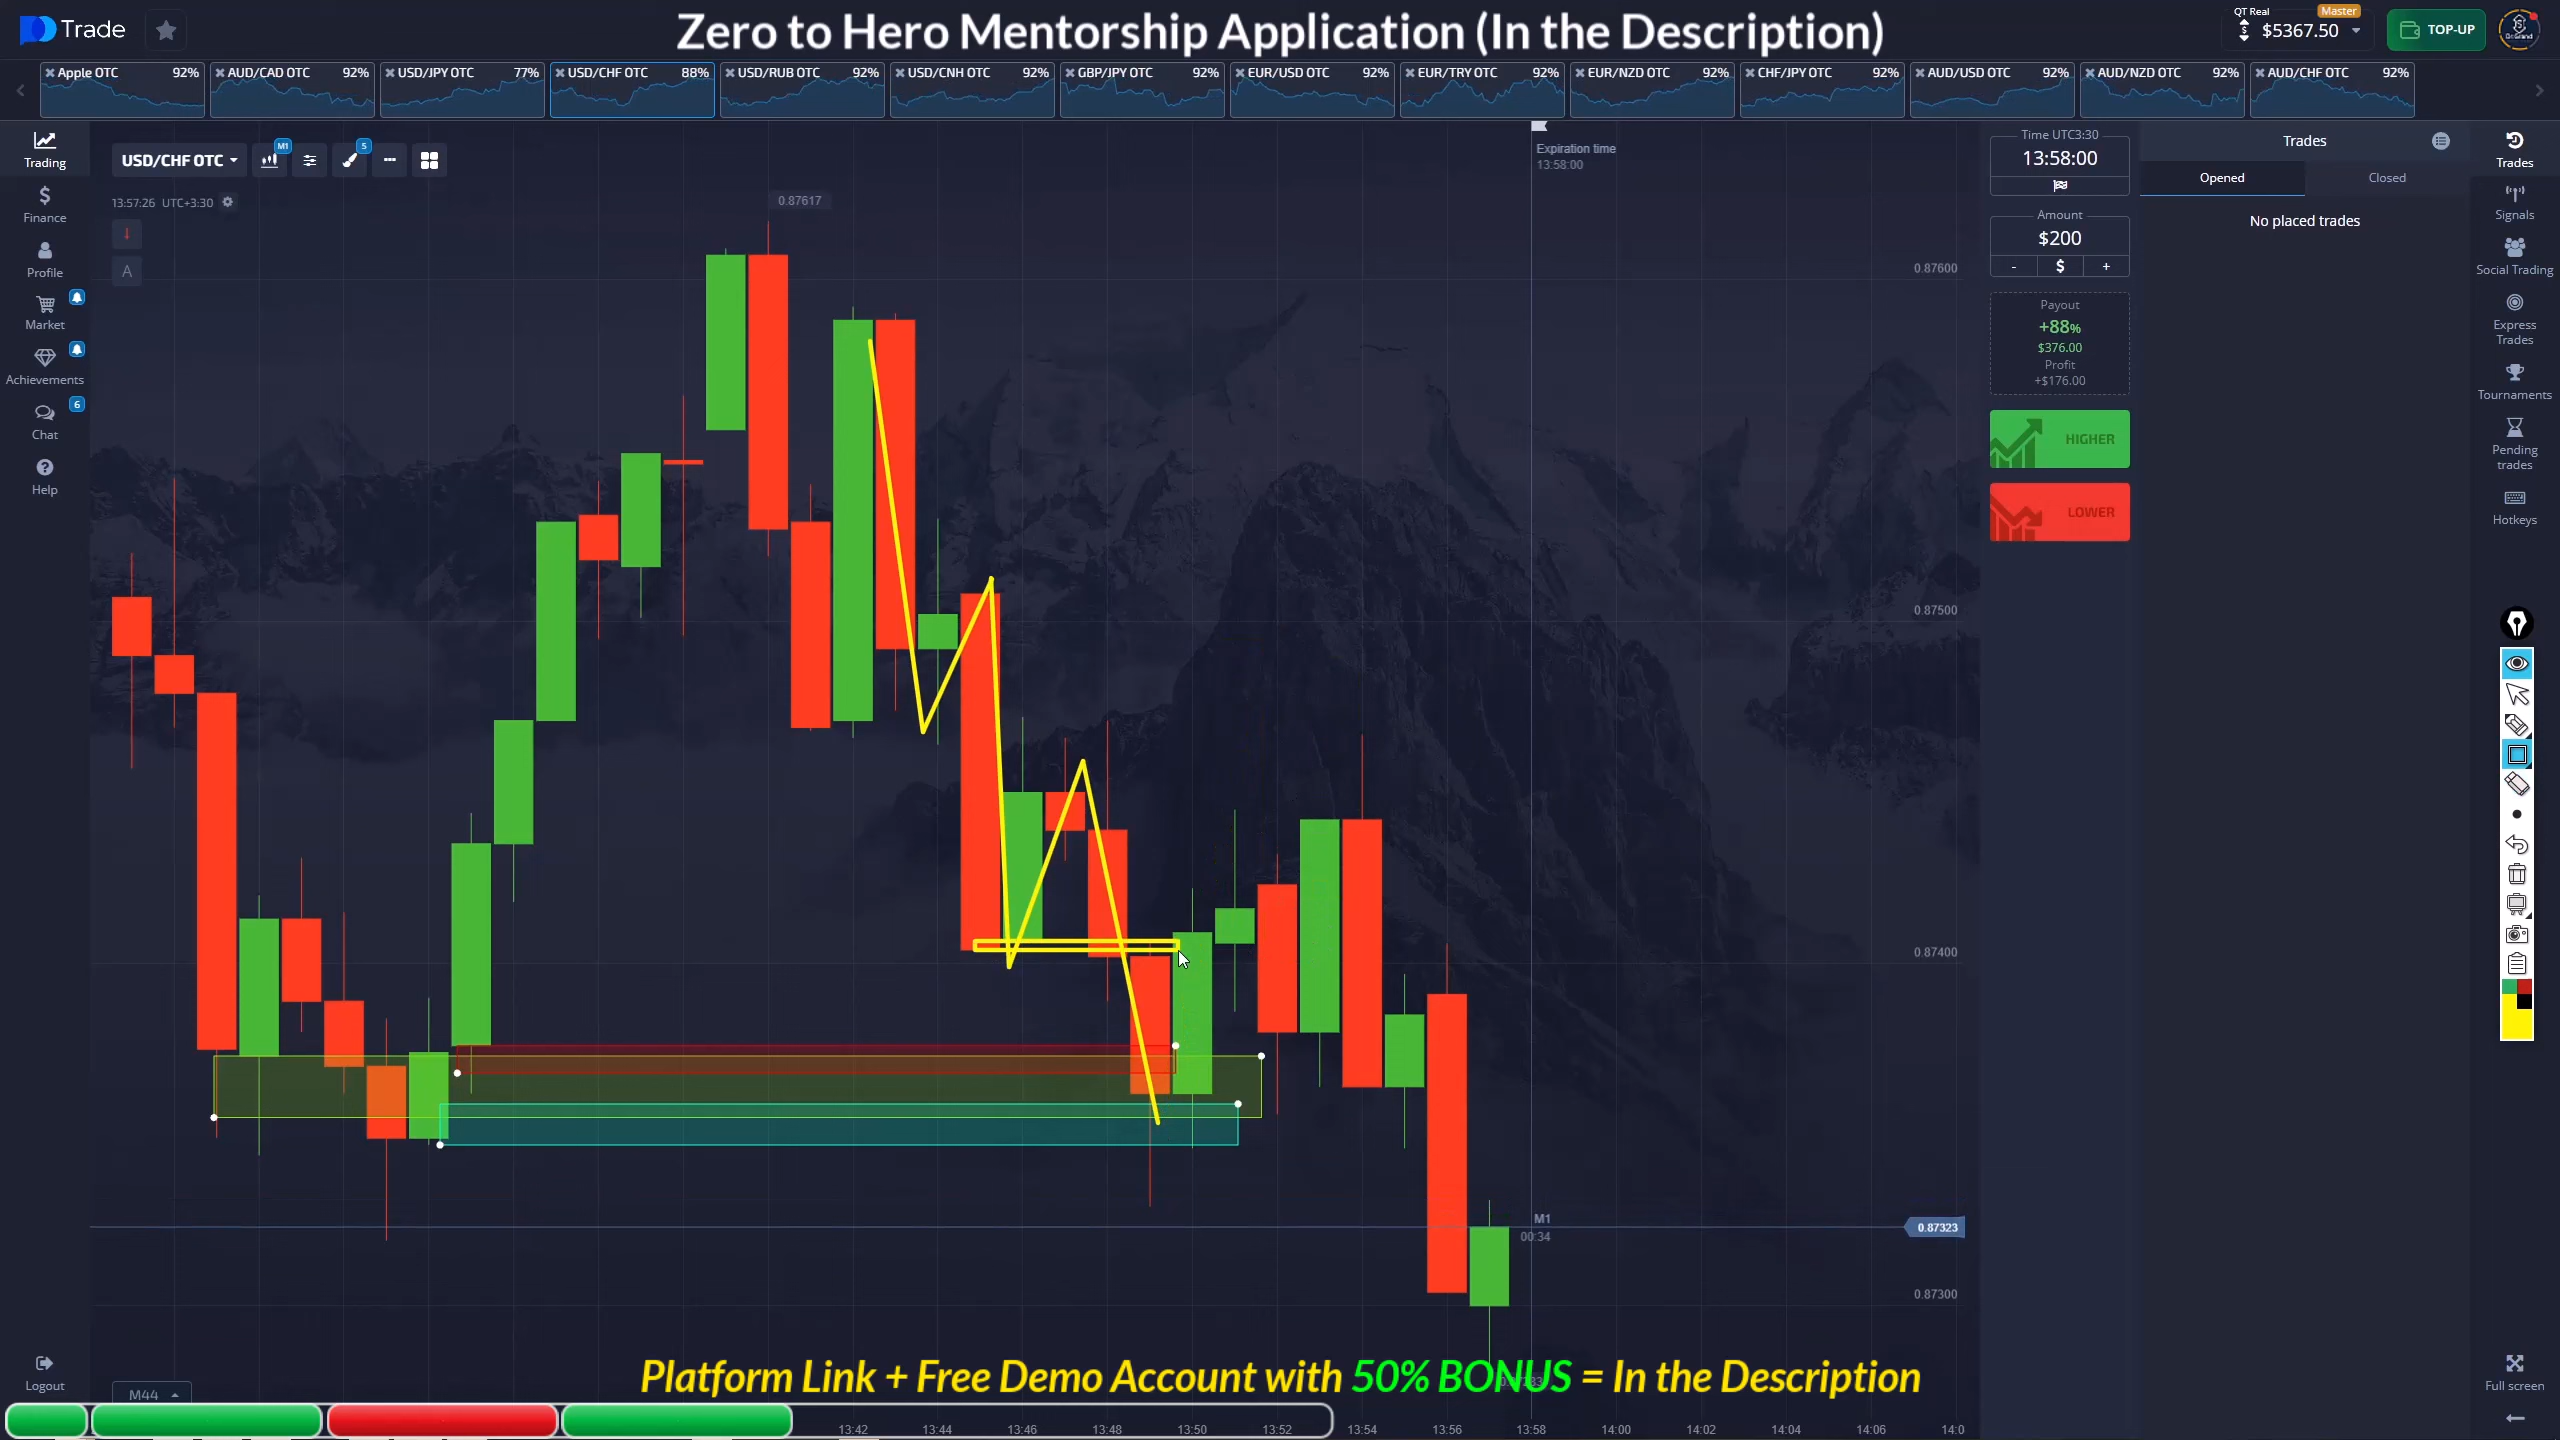 Trade
Zero to Hero Mentorship Application (In the Description)
QT Real
Master
$5367.50
TOP-UP
Apple OTC 92%
AUD/CAD OTC 92%
USD/JPY OTC 77%
USD/CHF OTC 88%
USD/RUB OTC 92%
USD/CNH OTC 92%
GBP/JPY OTC 92%
EUR/USD OTC 92%
EUR/TRY OTC 92%
EUR/NZD OTC 92%
CHF/JPY OTC 92%
AUD/USD OTC 92%
AUD/NZD OTC 92%
AUD/CHF OTC 92%
Trading
Finance
Profile
Market
Achievements
6
Chat
Help
Logout
USD/CHF OTC
M1
5
13:57:26 UTC+3:30
A
0.87617
Expiration time
13:58:00
0.87600
0.87500
0.87400
0.87323
0.87300
M1
00:34
Time UTC3:30
13:58:00
Amount
$200
- $ +
Payout
+88%
$376.00
Profit
+$176.00
HIGHER
LOWER
Trades
Opened
Closed
No placed trades
Trades
Signals
Social Trading
Express
Trades
Tournaments
Pending
trades
Hotkeys
Full screen
Platform Link + Free Demo Account with 50% BONUS = In the Description
M44
13:42 13:44 13:46 13:48 13:50 13:52 13:54 13:56 13:58 14:00 14:02 14:04 14:06 14:0